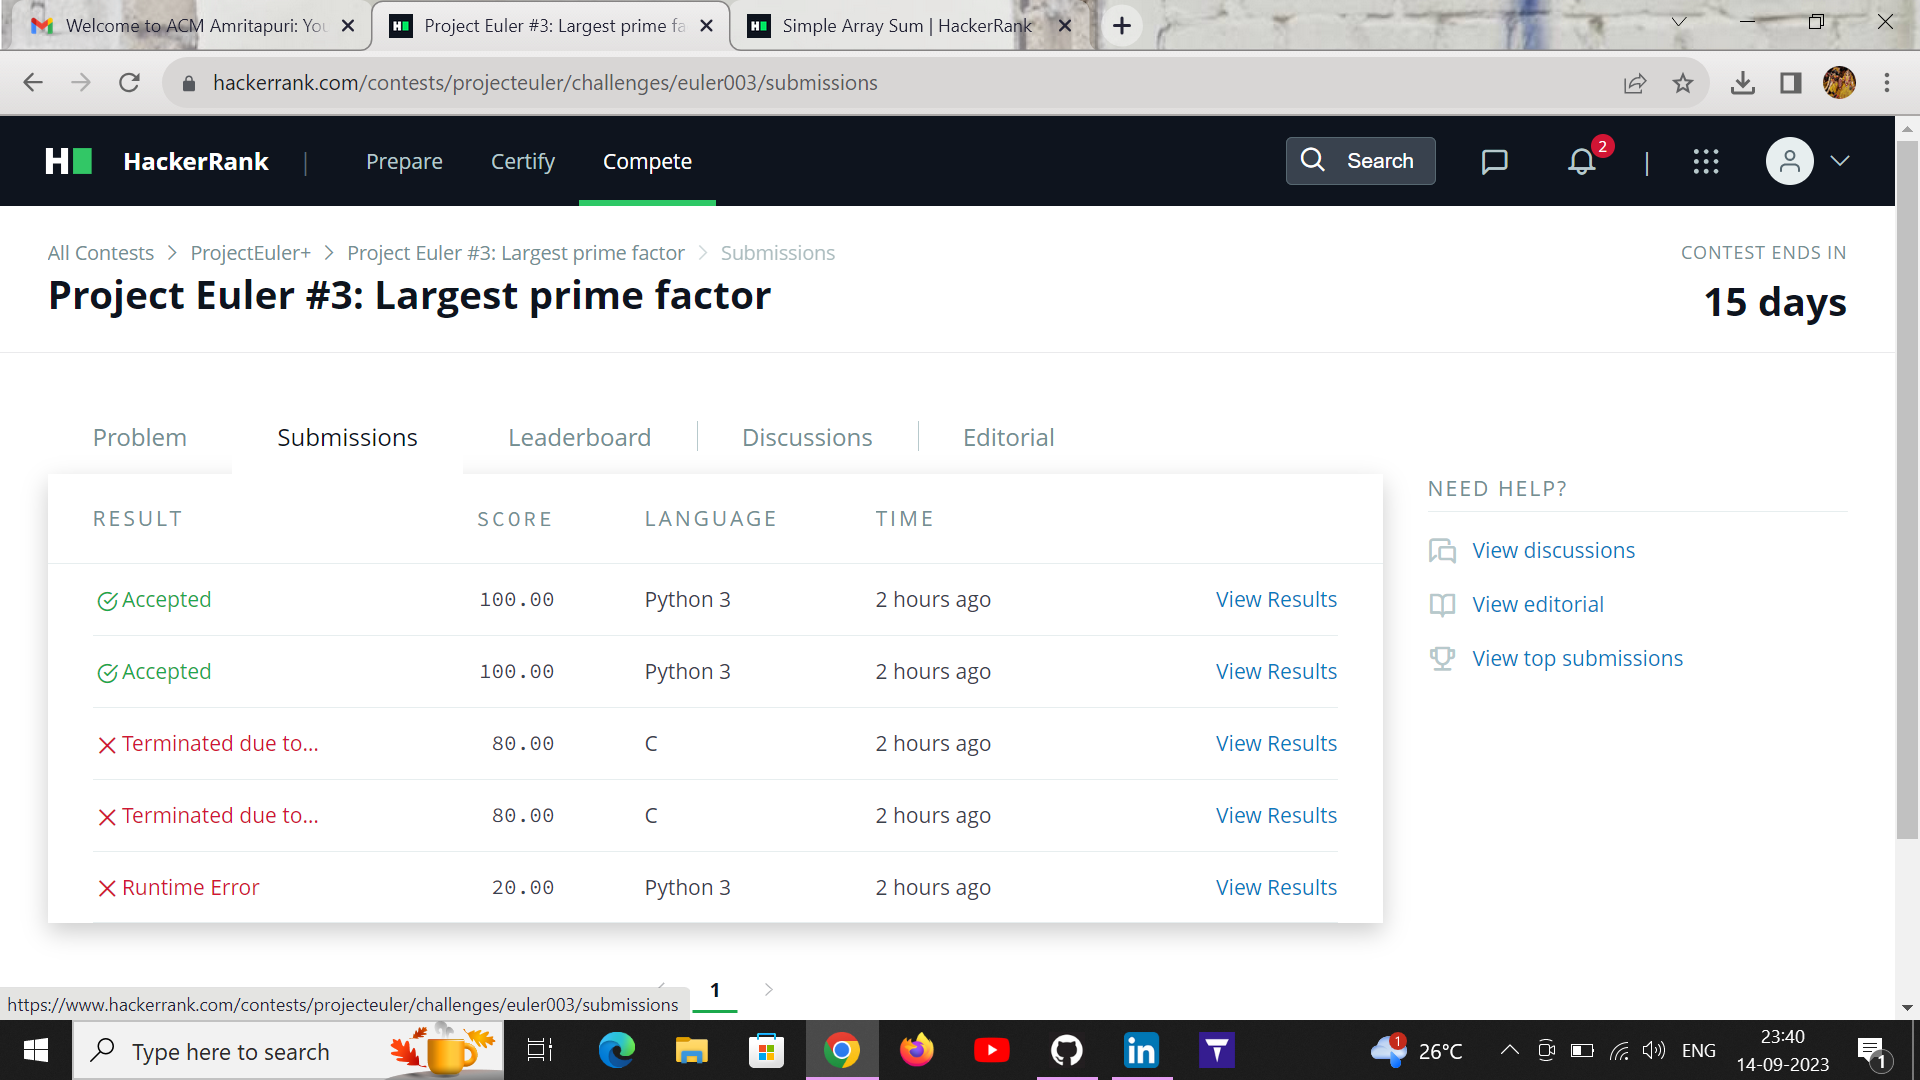 Welcome to ACM Amritapuri: You
Project Euler #3: Largest prime fa
Simple Array Sum | HackerRank
hackerrank.com/contests/projecteuler/challenges/euler003/submissions
H
HackerRank | Prepare Certify Compete Search 2 |
All Contests > ProjectEuler+ > Project Euler #3: Largest prime factor > Submissions
CONTEST ENDS IN
Project Euler #3: Largest prime factor
15 days
Problem Submissions Leaderboard Discussions Editorial
NEED HELP?
RESULT SCORE LANGUAGE TIME
View discussions
Accepted 100.00 Python 3 2 hours ago View Results
View editorial
Accepted 100.00 Python 3 2 hours ago View Results
View top submissions
Terminated due to... 80.00 C 2 hours ago View Results
Terminated due to... 80.00 C 2 hours ago View Results
Runtime Error 20.00 Python 3 2 hours ago View Results
1
https://www.hackerrank.com/contests/projecteuler/challenges/euler003/submissions
Type here to search
1
26°C
ENG
23:40
14-09-2023
1